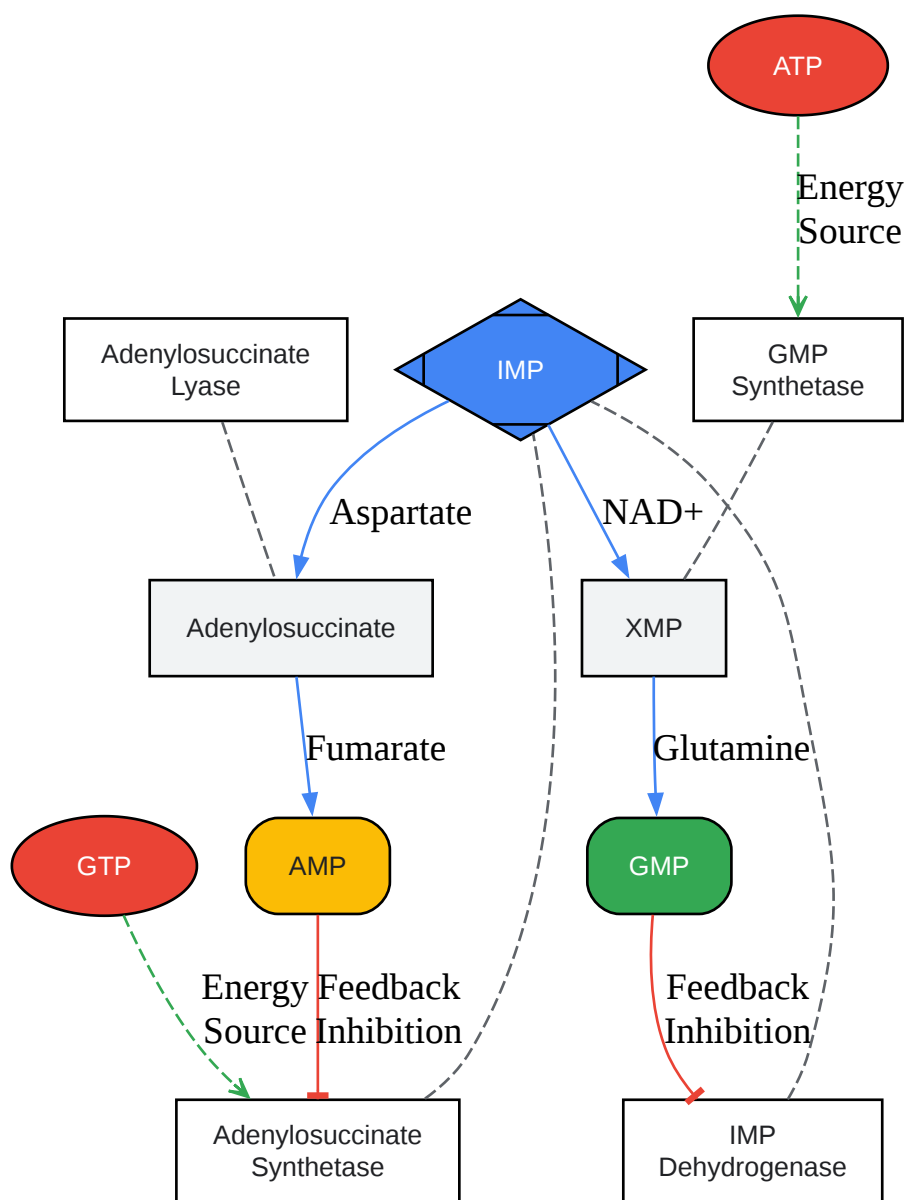 ATP
Energy
Source
Adenylosuccinate
Lyase
IMP
GMP
Synthetase
Aspartate
NAD+
Adenylosuccinate
XMP
Fumarate
Glutamine
GTP
AMP
GMP
Energy
Source
Feedback
Inhibition
Feedback
Inhibition
Adenylosuccinate
Synthetase
IMP
Dehydrogenase